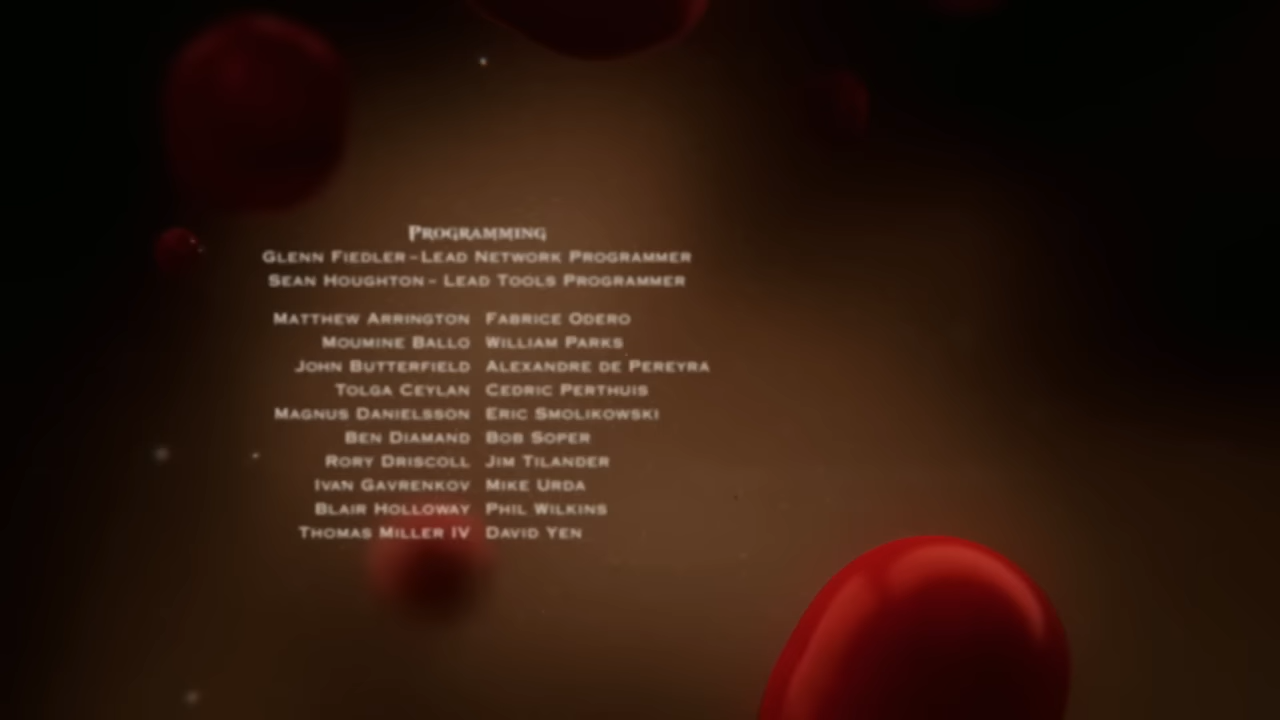 Programming
Glenn Fiedler - Lead Network Programmer
Sean Houghton - Lead Tools Programmer
Matthew Arrington Fabrice Odero
Moumine Ballo William Parks
John Butterfield Alexandre de Pereyra
Tolga Ceylan Cedric Perthuis
Magnus Danielsson Eric Smolikowski
Ben Diamand Bob Soper
Rory Driscoll Jim Tilander
Ivan Gavrenkov Mike Urda
Blair Holloway Phil Wilkins
Thomas Miller IV David Yen